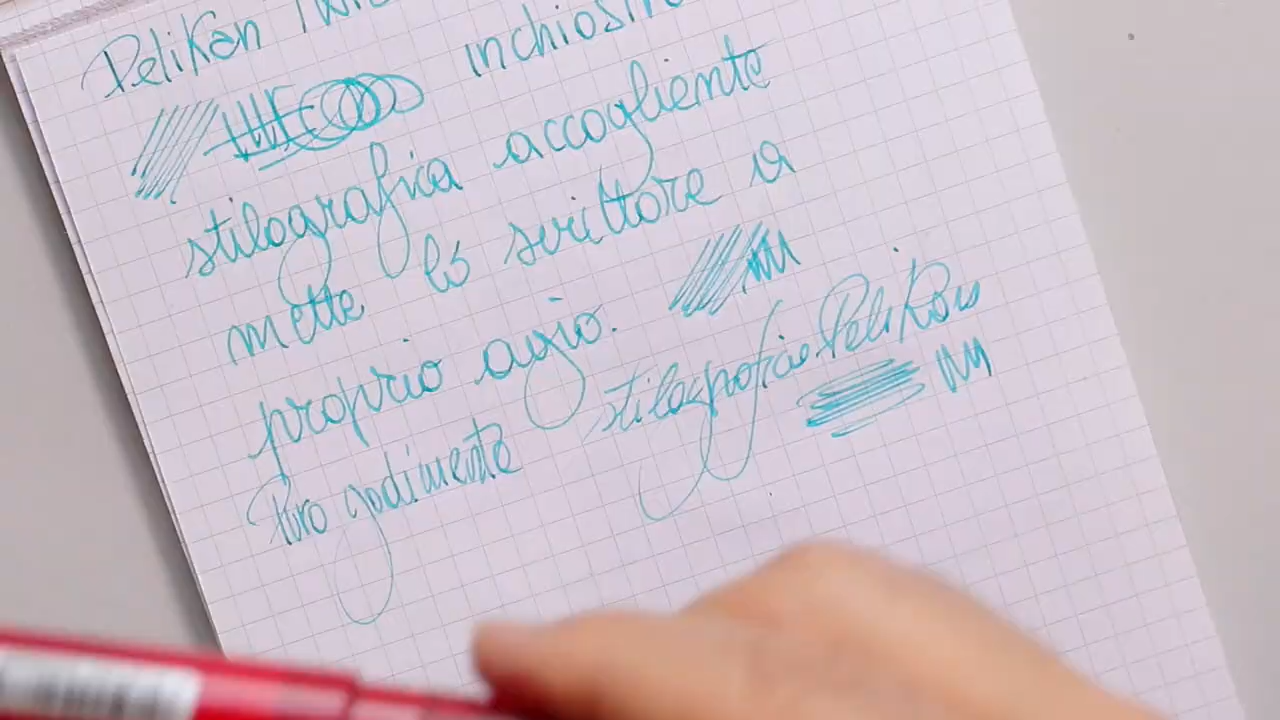 Pelikan
inchiostro
stilografica accogliente
mette lo scrittore a
proprio agio.
stilografica Pelikan
Puro godimento